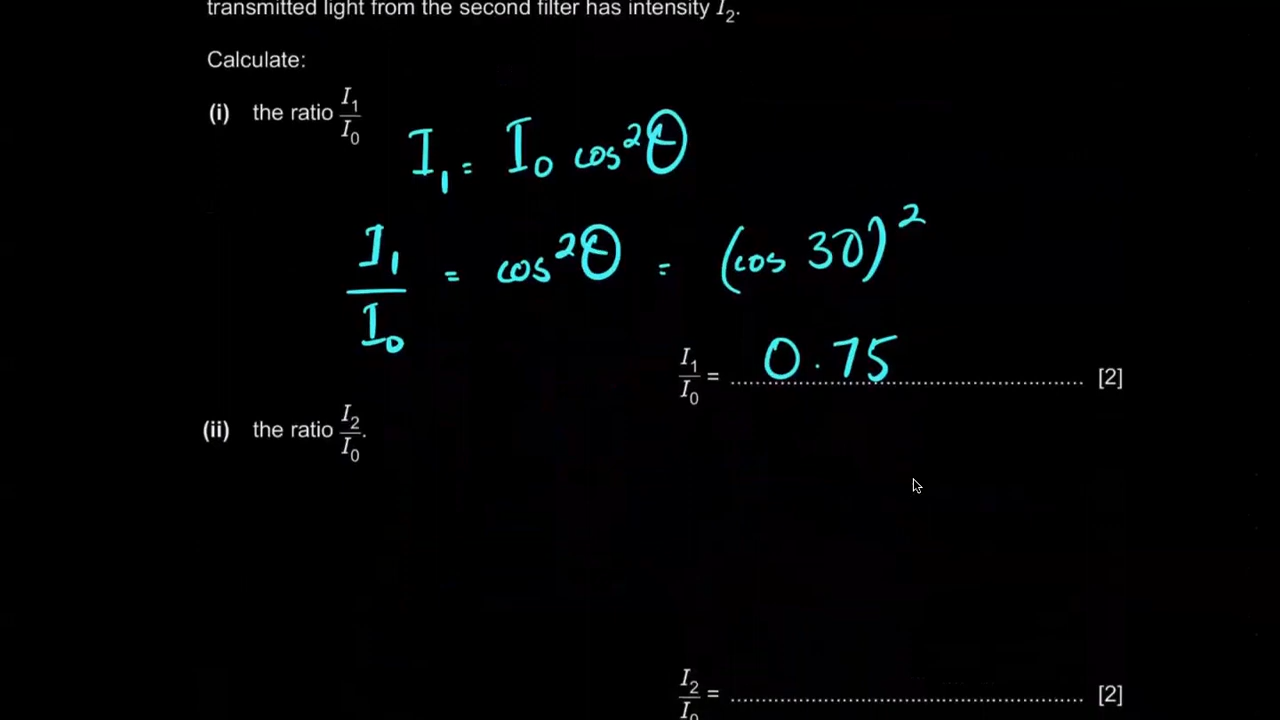 transmitted light from the second filter has intensity I₂.
Calculate:
(i) the ratio I₁/I₀
I₁ = I₀ cos²θ
I₁/I₀ = cos²θ = (cos 30)²
I₁/I₀ = 0.75 [2]
(ii) the ratio I₂/I₀.
I₂/I₀ = [2]